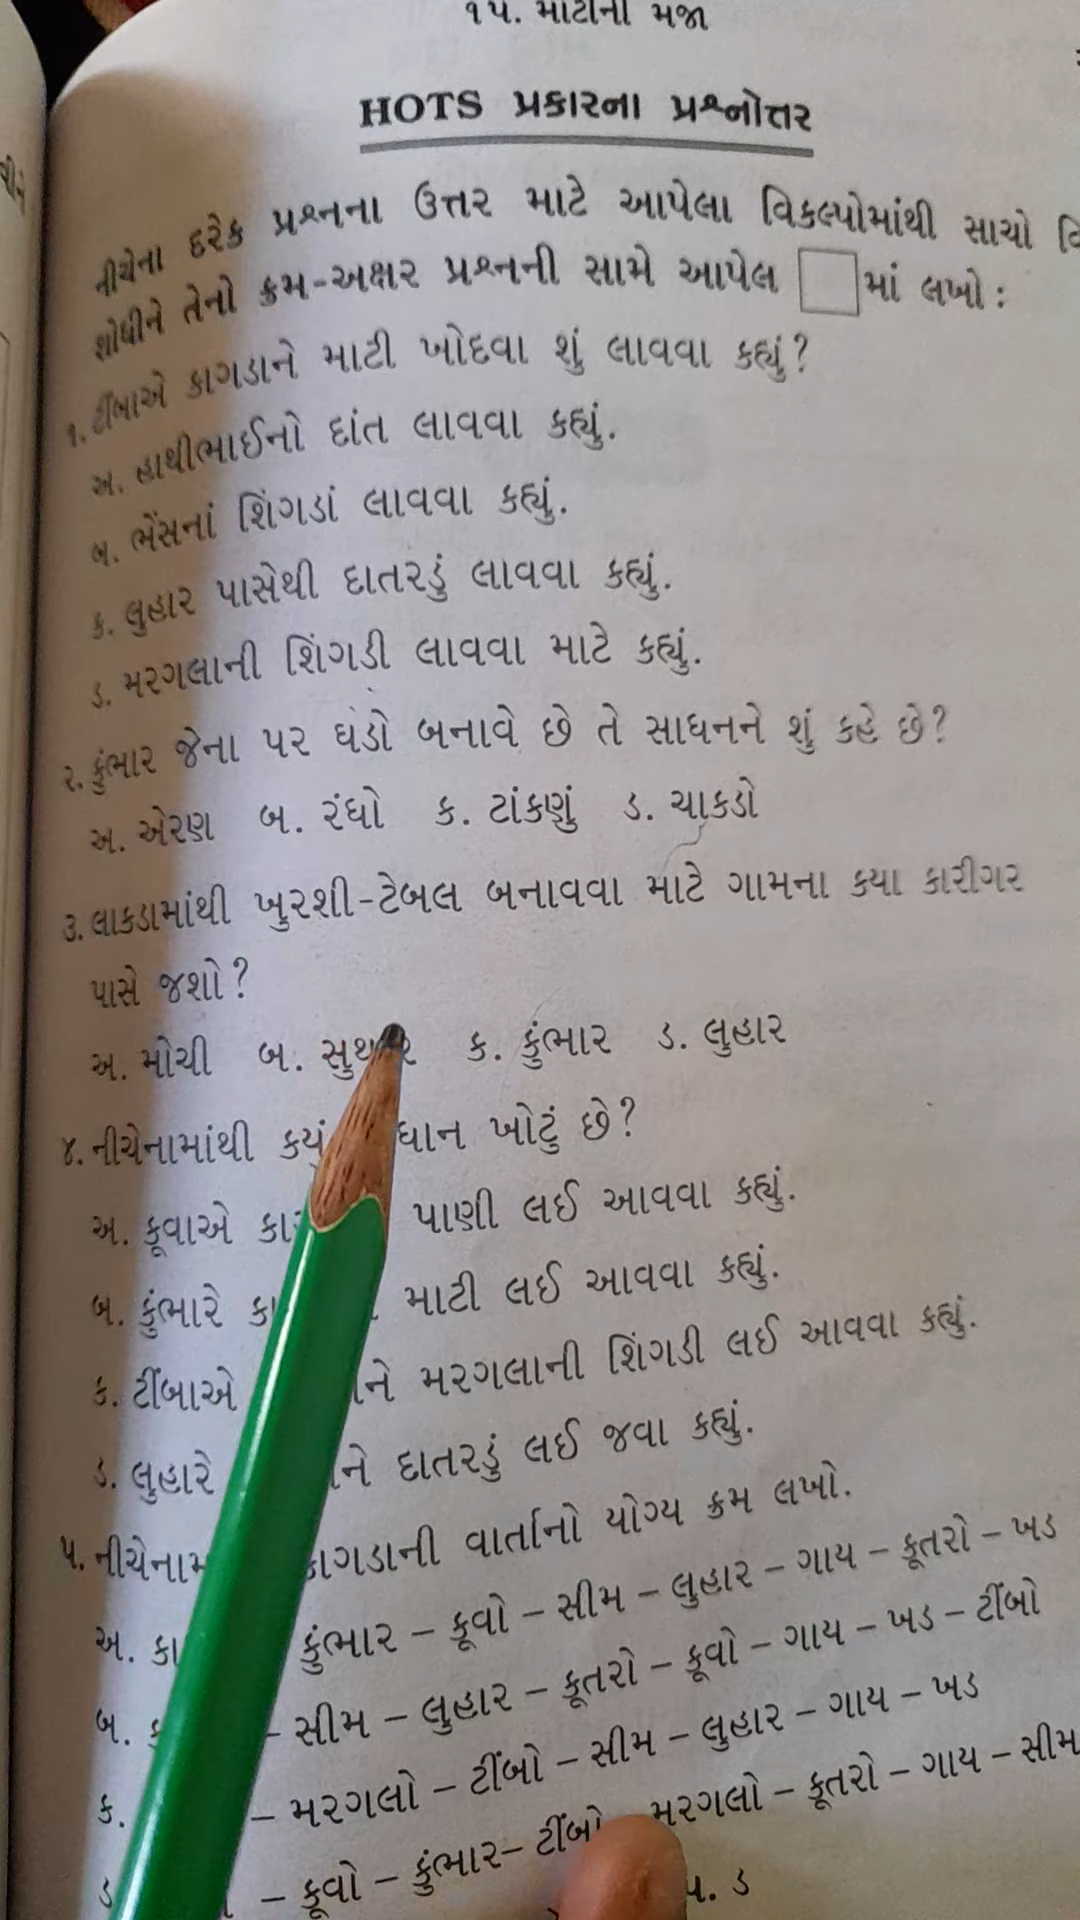 ૧૫. માટીની મજા
HOTS પ્રકારના પ્રશ્નોત્તર
નીચેના દરેક પ્રશ્નના ઉત્તર માટે આપેલા વિકલ્પોમાંથી સાચો
શોધીને તેનો ક્રમ-અક્ષર પ્રશ્નની સામે આપેલ માં લખો :
૧. ટીંબાએ કાગડાને માટી ખોદવા શું લાવવા કહ્યું?
અ. હાથીભાઈનો દાંત લાવવા કહ્યું.
બ. ભેંસનાં શિંગડાં લાવવા કહ્યું.
ક. લુહાર પાસેથી દાતરડું લાવવા કહ્યું.
ડ. મરગલાની શિંગડી લાવવા માટે કહ્યું.
૨. કુંભાર જેના પર ઘડો બનાવે છે તે સાધનને શું કહે છે?
અ. એરણ બ. રંધો ક. ટાંકણું ડ. ચાકડો
૩. લાકડામાંથી ખુરશી-ટેબલ બનાવવા માટે ગામના કયા કારીગર
પાસે જશો?
અ. મોચી બ. સુથાર ક. કુંભાર ડ. લુહાર
૪. નીચેનામાંથી કયું ધાન ખોટું છે?
અ. કૂવાએ પાણી લઈ આવવા કહ્યું.
બ. કુંભારે માટી લઈ આવવા કહ્યું.
ક. ટીંબાએ ને મરગલાની શિંગડી લઈ આવવા કહ્યું.
ડ. લુહારે ને દાતરડું લઈ જવા કહ્યું.
૫. કાગડાની વાર્તાનો યોગ્ય ક્રમ લખો.
અ. કુંભાર – કૂવો – સીમ – લુહાર – ગાય – કૂતરો – ખડ
બ. – સીમ – લુહાર – કૂતરો – કૂવો – ગાય – ખડ – ટીંબો
ક. – મરગલો – ટીંબો – સીમ – લુહાર – ગાય – ખડ
ડ – કૂવો – કુંભાર – ટીંબો મરગલો – કૂતરો – ગાય – સીમ
૫. ડ